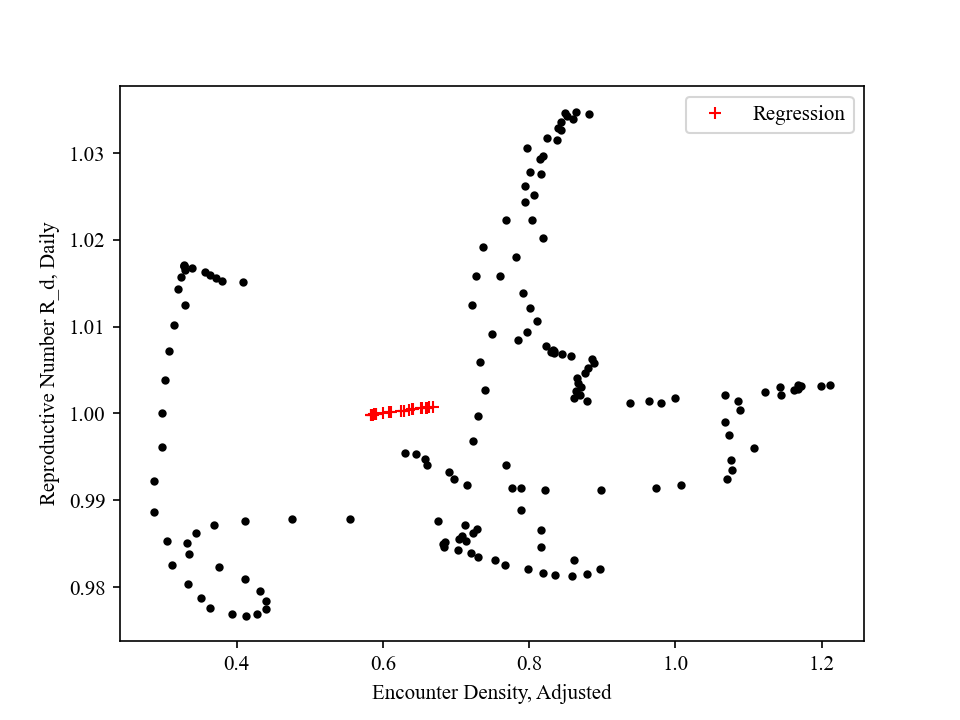 Regression
Reproductive Number R_d, Daily
1.03
1.02
1.01
1.00
0.99
0.98
0.4 0.6 0.8 1.0 1.2
Encounter Density, Adjusted